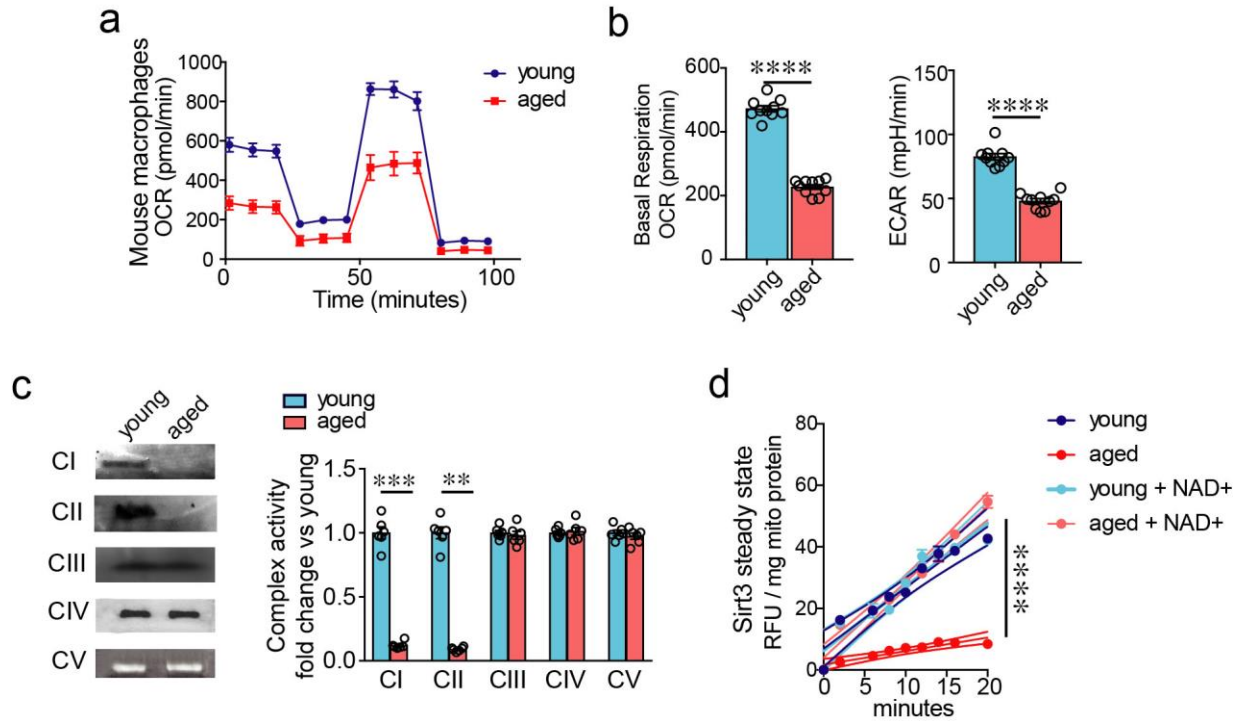 a
Mouse macrophages
OCR (pmol/min)
1000
800
600
400
200
0
0 50 100
Time (minutes)
young
aged
b
Basal Respiration
OCR (pmol/min)
600
400
200
0
****
young aged
ECAR (mpH/min)
150
100
50
0
****
young aged
c
young aged
CI
CII
CIII
CIV
CV
young
aged
Complex activity
fold change vs young
1.5
1.0
0.5
0.0
*** **
CI CII CIII CIV CV
d
Sirt3 steady state
RFU / mg mito protein
80
60
40
20
0
0 5 10 15 20
minutes
****
young
aged
young + NAD+
aged + NAD+